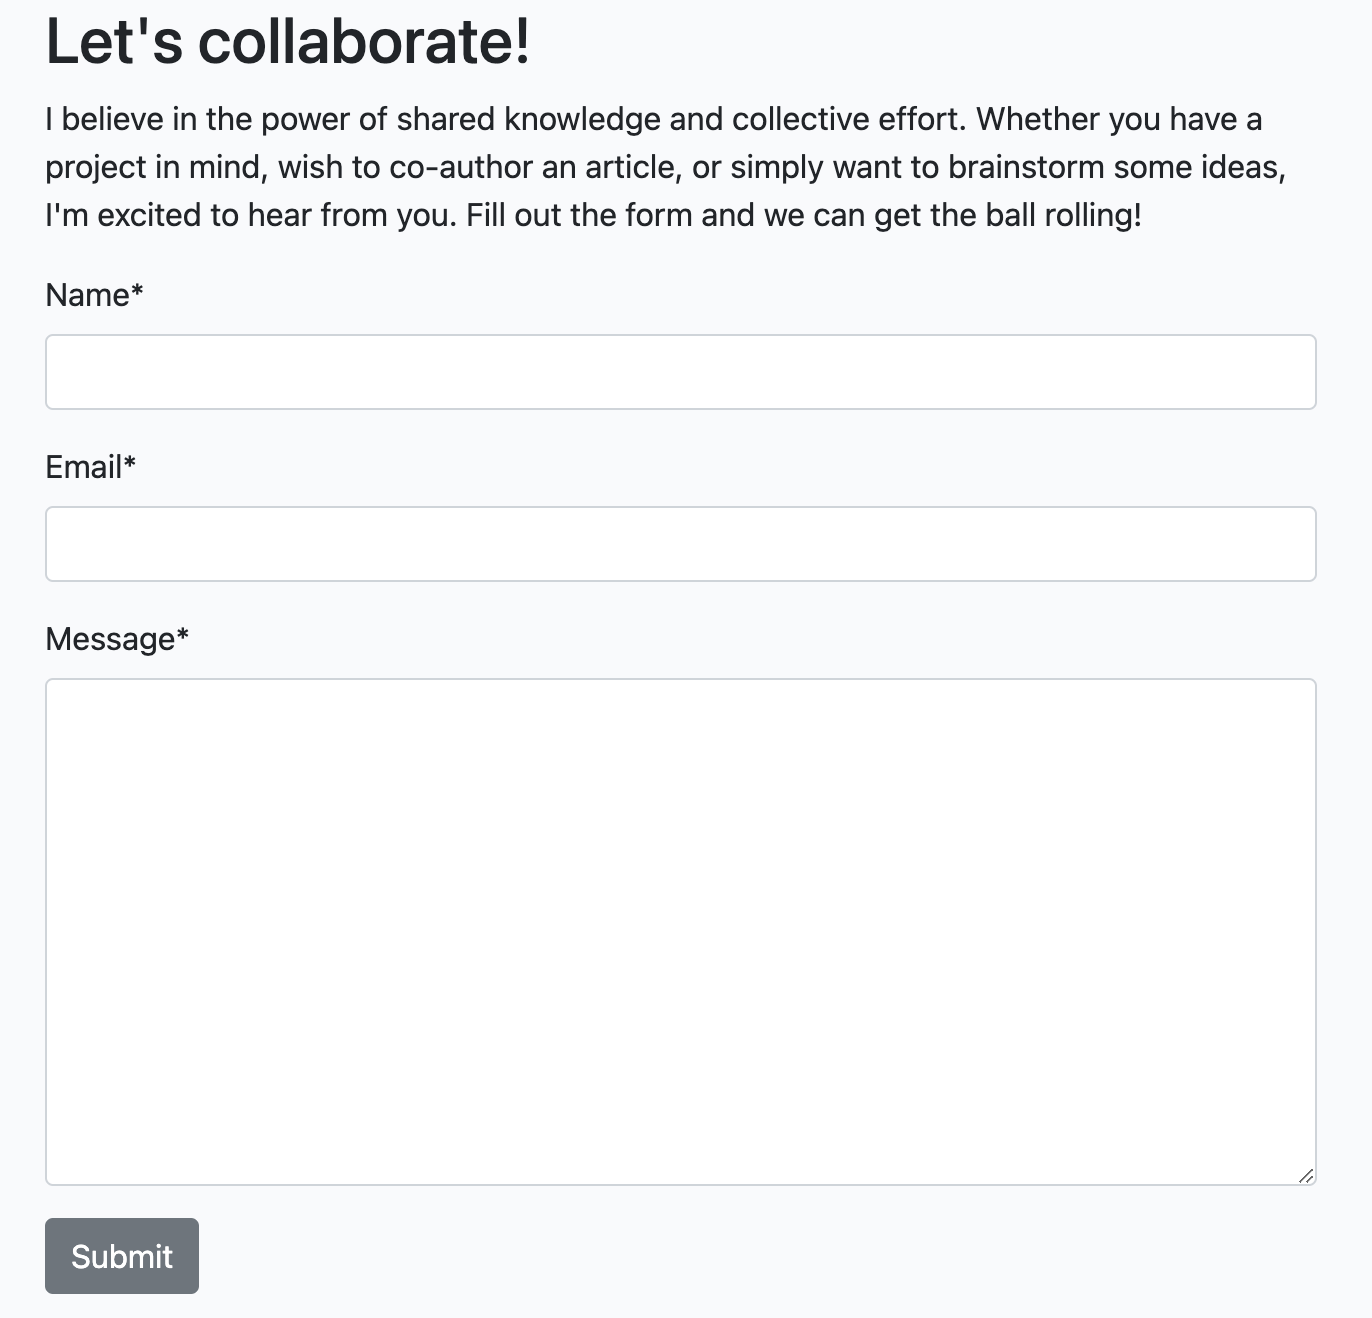 Let's collaborate!
I believe in the power of shared knowledge and collective effort. Whether you have a
project in mind, wish to co-author an article, or simply want to brainstorm some ideas,
I'm excited to hear from you. Fill out the form and we can get the ball rolling!
Name*
Email*
Message*
Submit